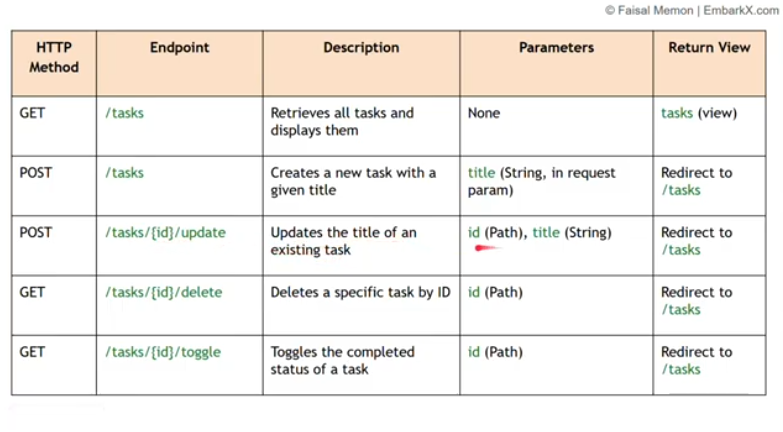 © Faisal Memon | EmbarkX.com
HTTP
Method
Endpoint
Description
Parameters
Return View
GET
/tasks
Retrieves all tasks and
displays them
None
tasks (view)
POST
/tasks
Creates a new task with a
given title
title (String, in request
param)
Redirect to
/tasks
POST
/tasks/{id}/update
Updates the title of an
existing task
id (Path), title (String)
Redirect to
/tasks
GET
/tasks/{id}/delete
Deletes a specific task by ID
id (Path)
Redirect to
/tasks
GET
/tasks/{id}/toggle
Toggles the completed
status of a task
id (Path)
Redirect to
/tasks